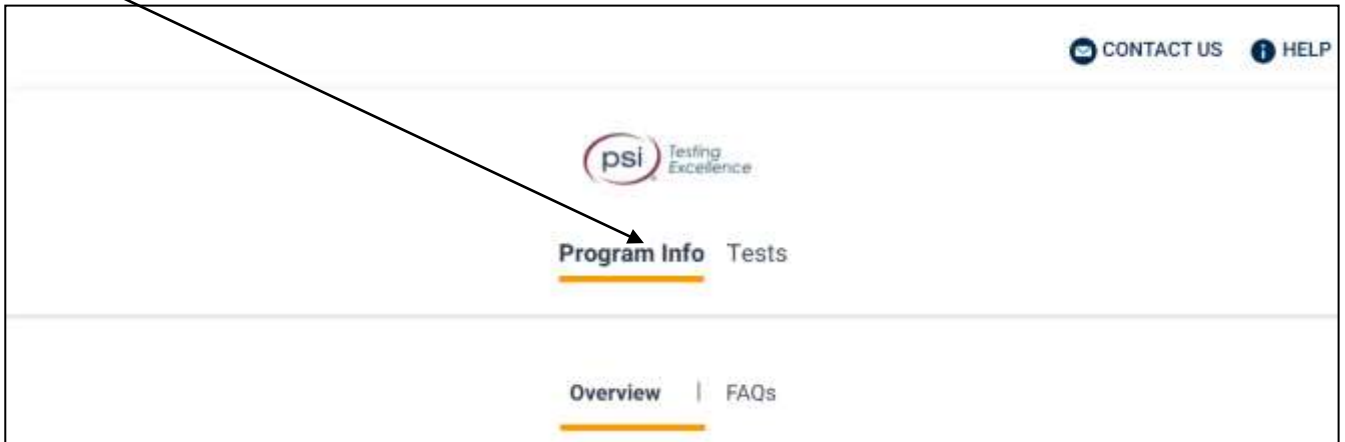 CONTACT US HELP
psi Testing
Excellence
Program Info Tests
Overview | FAQs